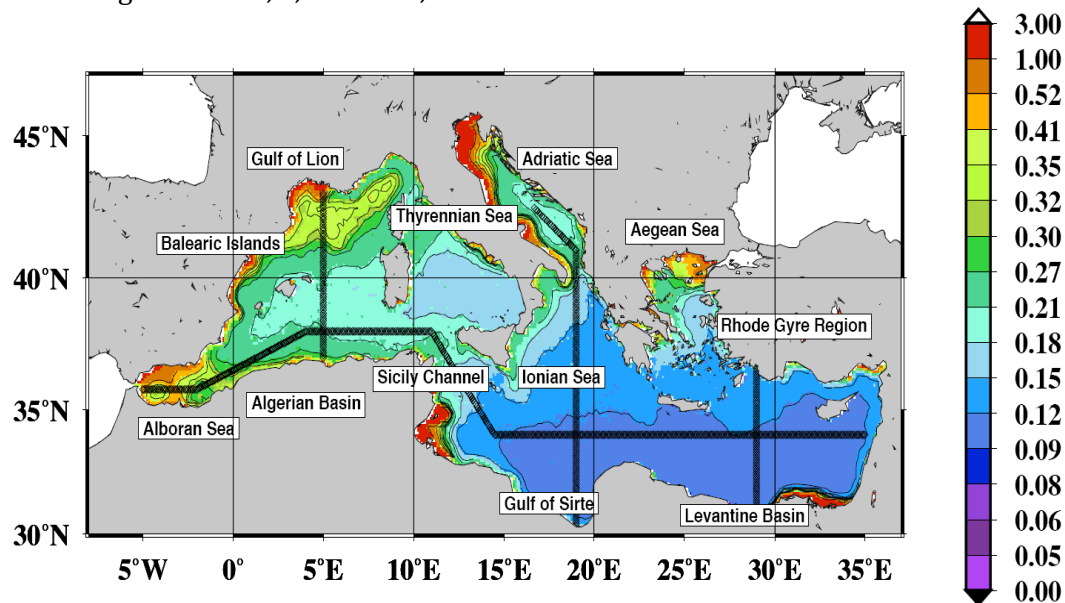 3.00
1.00
0.52
0.41
0.35
0.32
0.30
0.27
0.21
0.18
0.15
0.12
0.09
0.08
0.06
0.05
0.00
45°N
40°N
35°N
30°N
Gulf of Lion
Adriatic Sea
Thyrennian Sea
Aegean Sea
Balearic Islands
Rhode Gyre Region
Sicily Channel
Ionian Sea
Algerian Basin
Alboran Sea
Gulf of Sirte
Levantine Basin
5°W 0° 5°E 10°E 15°E 20°E 25°E 30°E 35°E